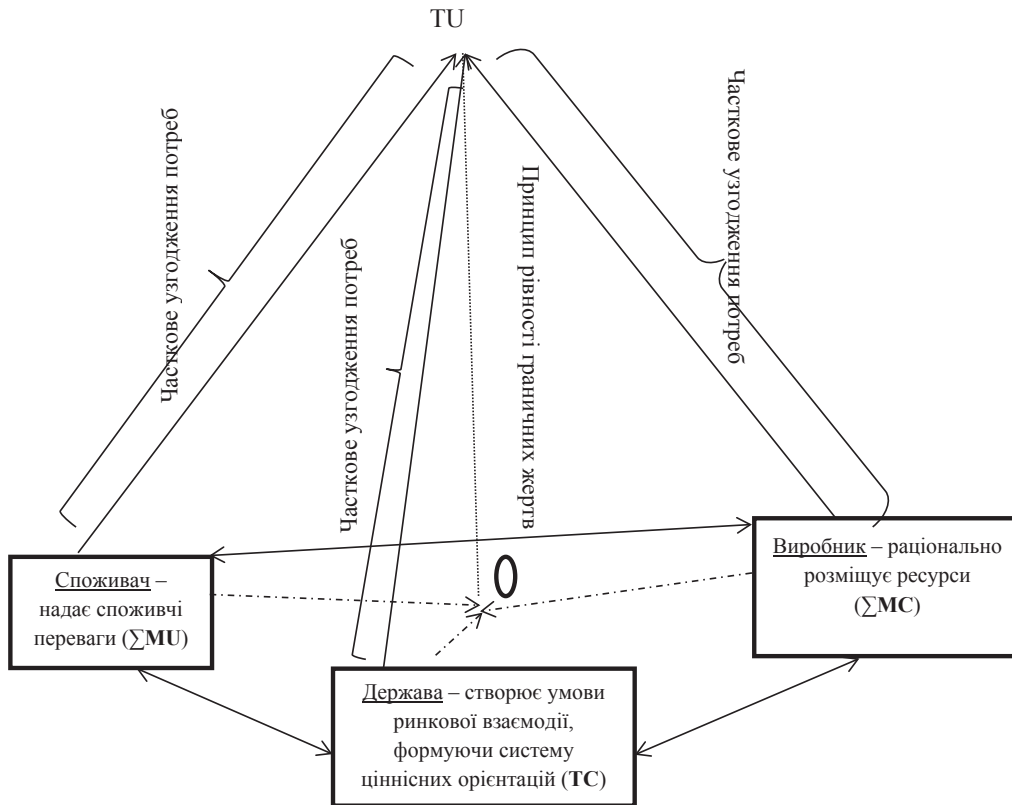 TU
Часткове узгодження потреб
Часткове узгодження потреб
Принцип рівності граничних жертв
Часткове узгодження потреб
Споживач –
надає споживчі
переваги (∑MU)
Виробник – раціонально
розміщує ресурси
(∑MC)
Держава – створює умови
ринкової взаємодії,
формуючи систему
ціннісних орієнтацій (TC)